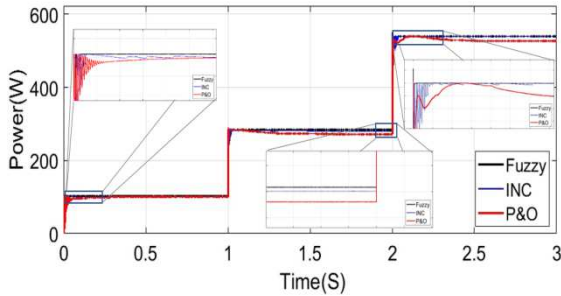 Power(W)
600
400
200
0
0
0.5
1
1.5
2
2.5
3
Time(S)
Fuzzy
INC
P&O
Fuzzy
INC
P&O
Fuzzy
INC
P&O
Fuzzy
INC
P&O